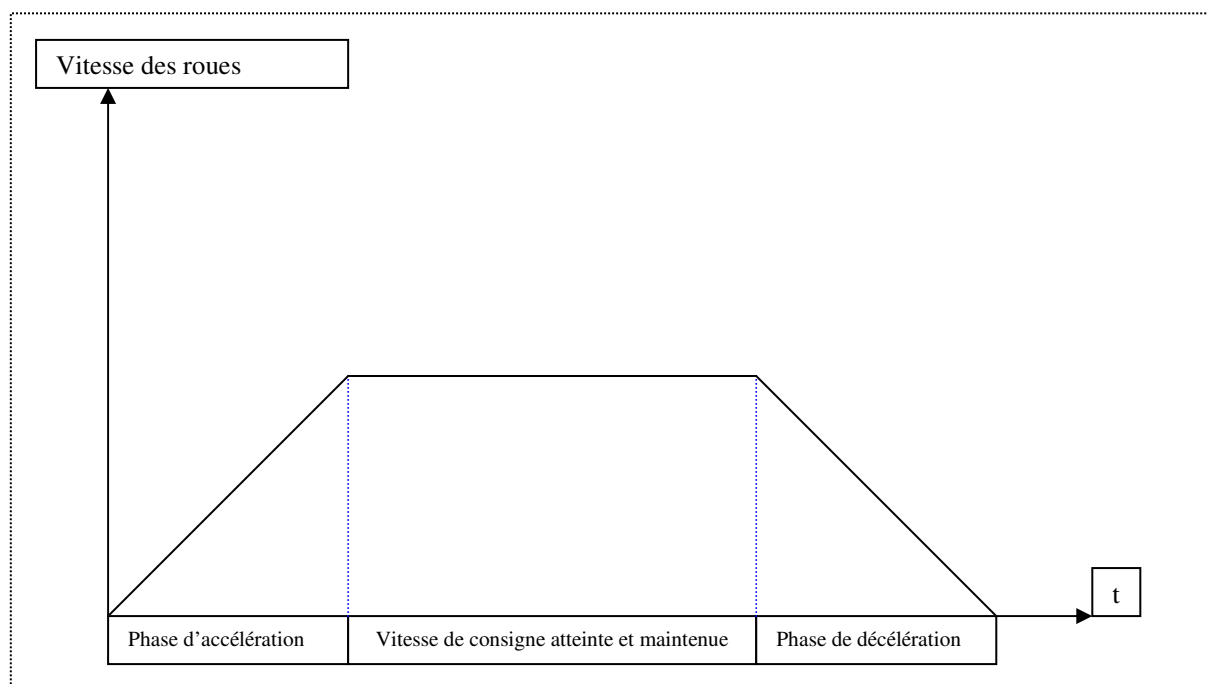 Vitesse des roues
t
Phase d’accélération
Vitesse de consigne atteinte et maintenue
Phase de décélération